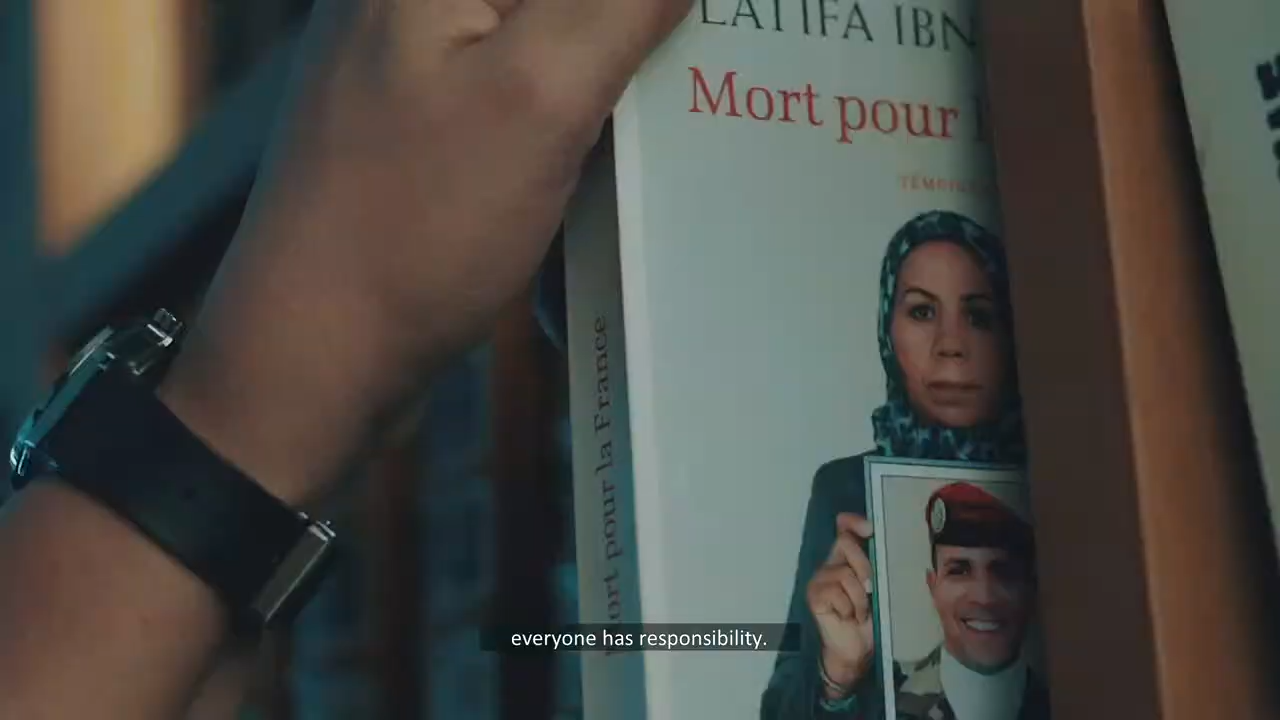 LATIFA IBN
Mort pour
Mort pour la France
everyone has responsibility.